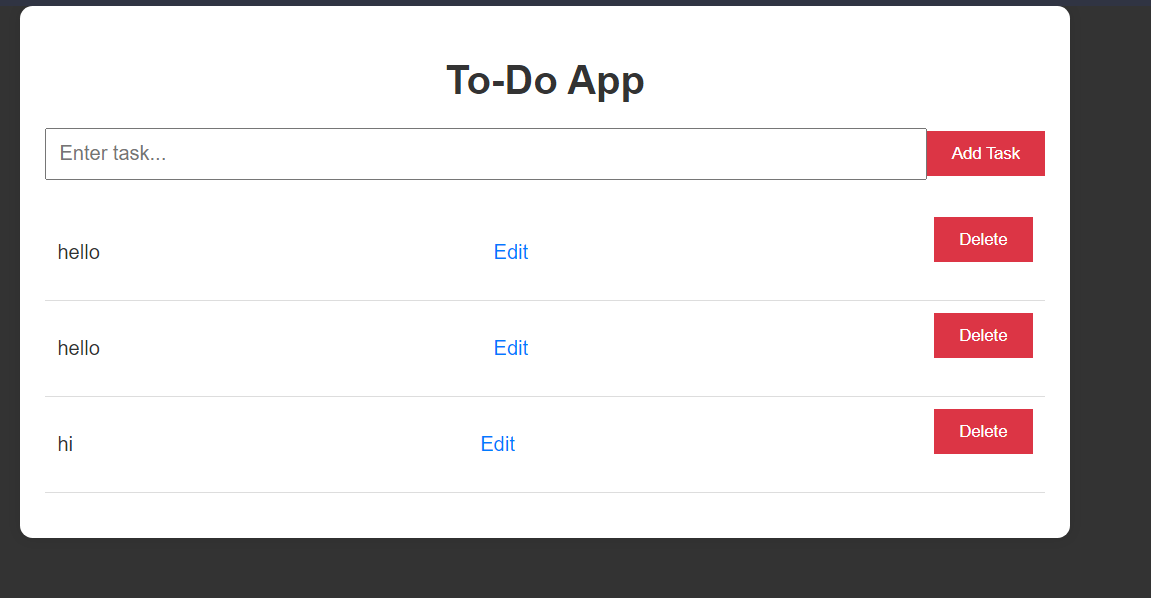 To-Do App
Enter task... Add Task
hello Edit Delete
hello Edit Delete
hi Edit Delete